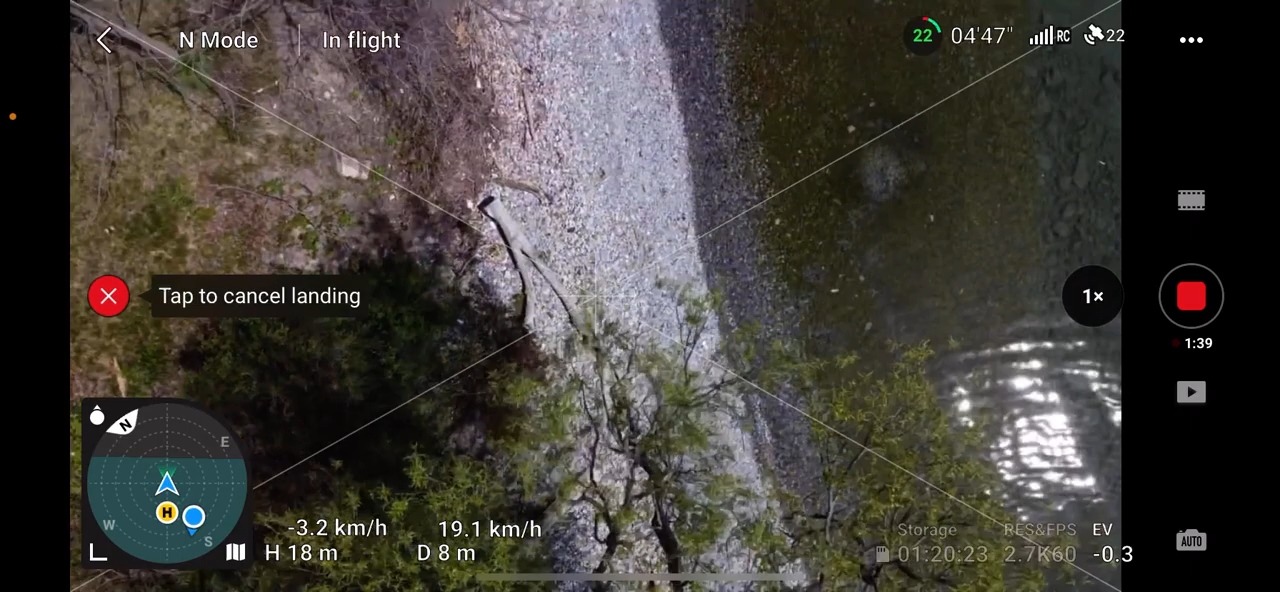 N Mode
In flight
22
04'47"
RC
22
Tap to cancel landing
1×
1:39
N
E
H
W
S
-3.2 km/h
19.1 km/h
H 18 m
D 8 m
Storage
RES&FPS
EV
01:20:23
2.7K60
-0.3
AUTO